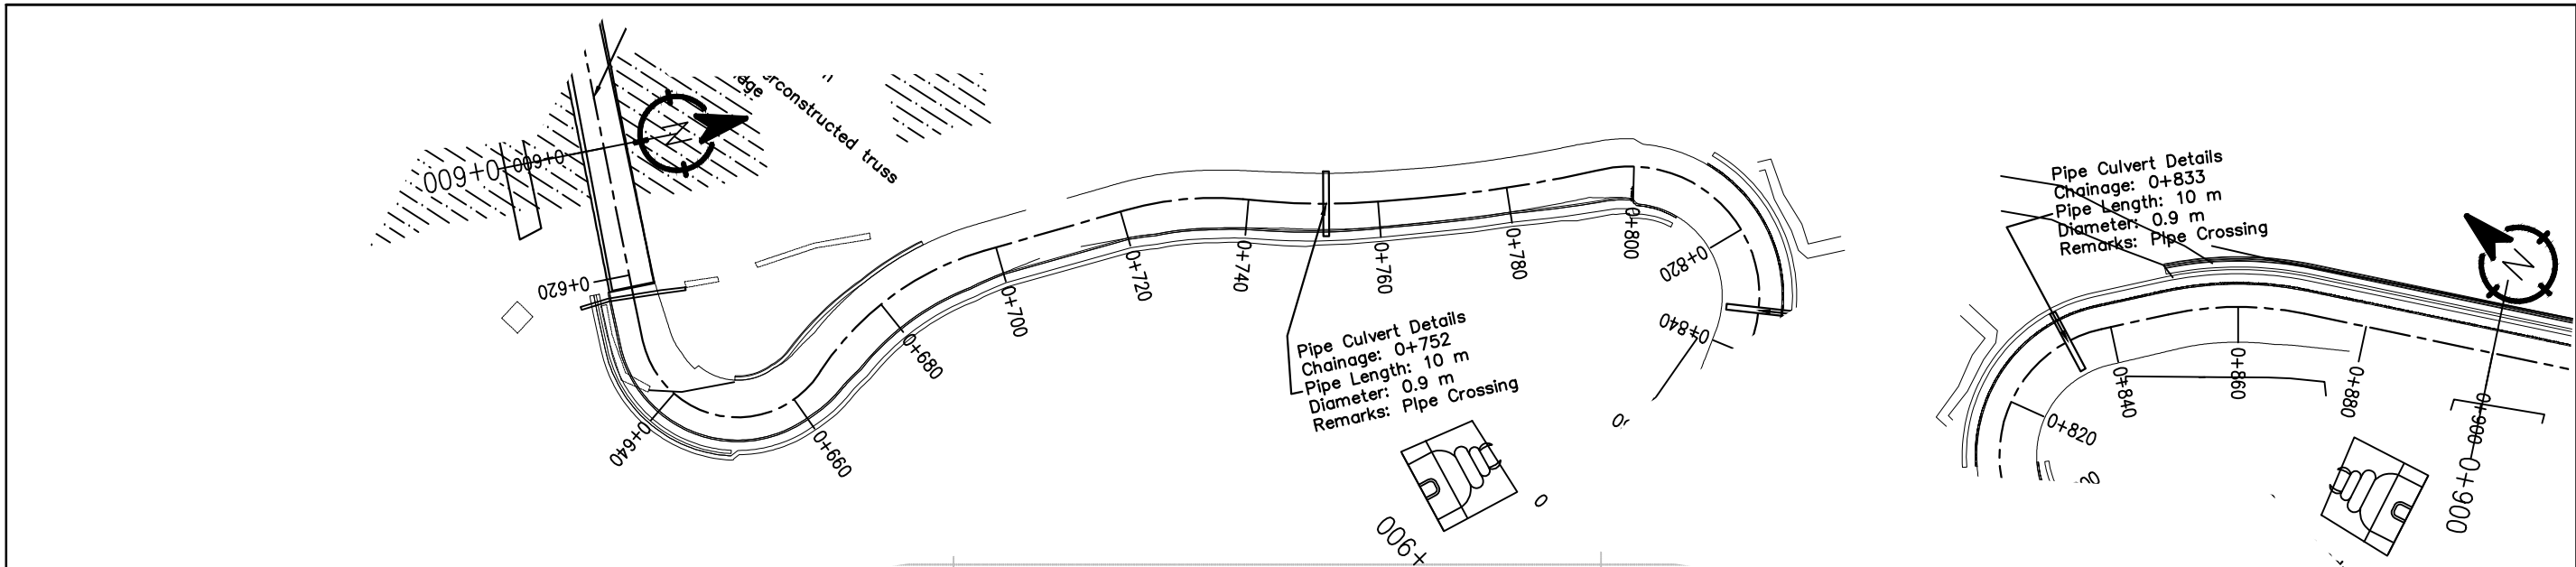 erconstructed truss
age
0+600
0+600
N
0+620
0+640
0+660
0+680
0+700
0+720
0+740
0+760
0+780
0+800
0+820
0+840
Pipe Culvert Details
Chainage: 0+752
Pipe Length: 10 m
Diameter: 0.9 m
Remarks: PIpe Crossing
+900
Pipe Culvert Details
Chainage: 0+833
Pipe Length: 10 m
Diameter: 0.9 m
Remarks: PIpe Crossing
N
0+820
0+840
0+860
0+880
0+900
0+900